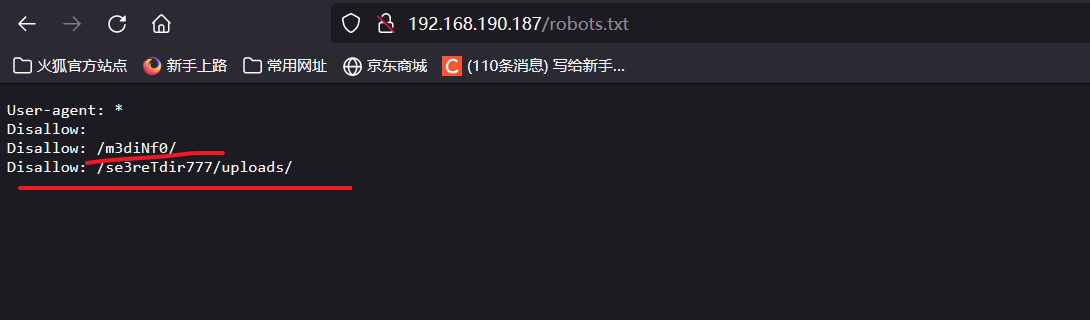 192.168.190.187/robots.txt
火狐官方站点 新手上路 常用网址 京东商城 C (110条消息) 写给新手...
User-agent: *
Disallow:
Disallow: /m3diNf0/
Disallow: /se3reTdir777/uploads/